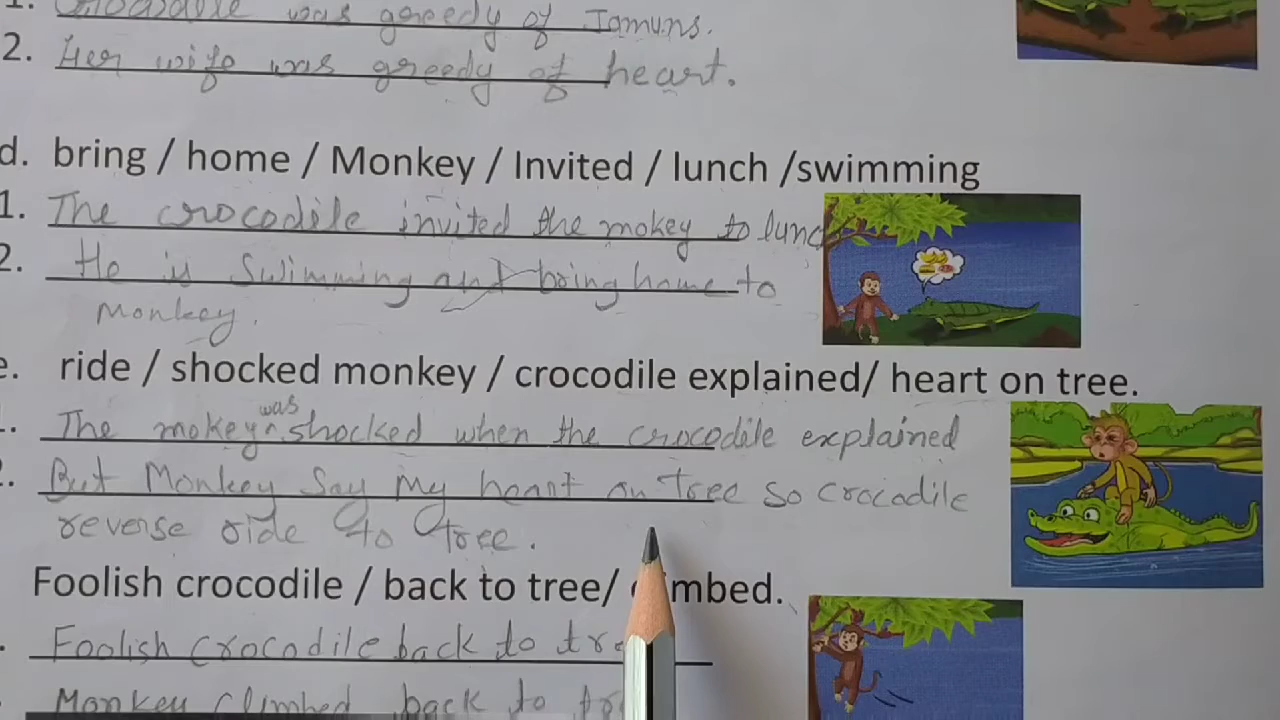 1. Crocodile was greedy of Jamuns.
2. Her wife was greedy of heart.
d. bring / home / Monkey / Invited / lunch /swimming
1. The crocodile invited the mokey to lunc
2. He is Swimming and bring home to
Monkey.
e. ride / shocked monkey / crocodile explained/ heart on tree.
1. The mokey was shocked when the crocodile explained
2. But Monkey Say My heart on Tree So crocodile
reverse ride to tree.
Foolish crocodile / back to tree/ climbed.
Foolish crocodile back to tre
Monkey climbed back to tr